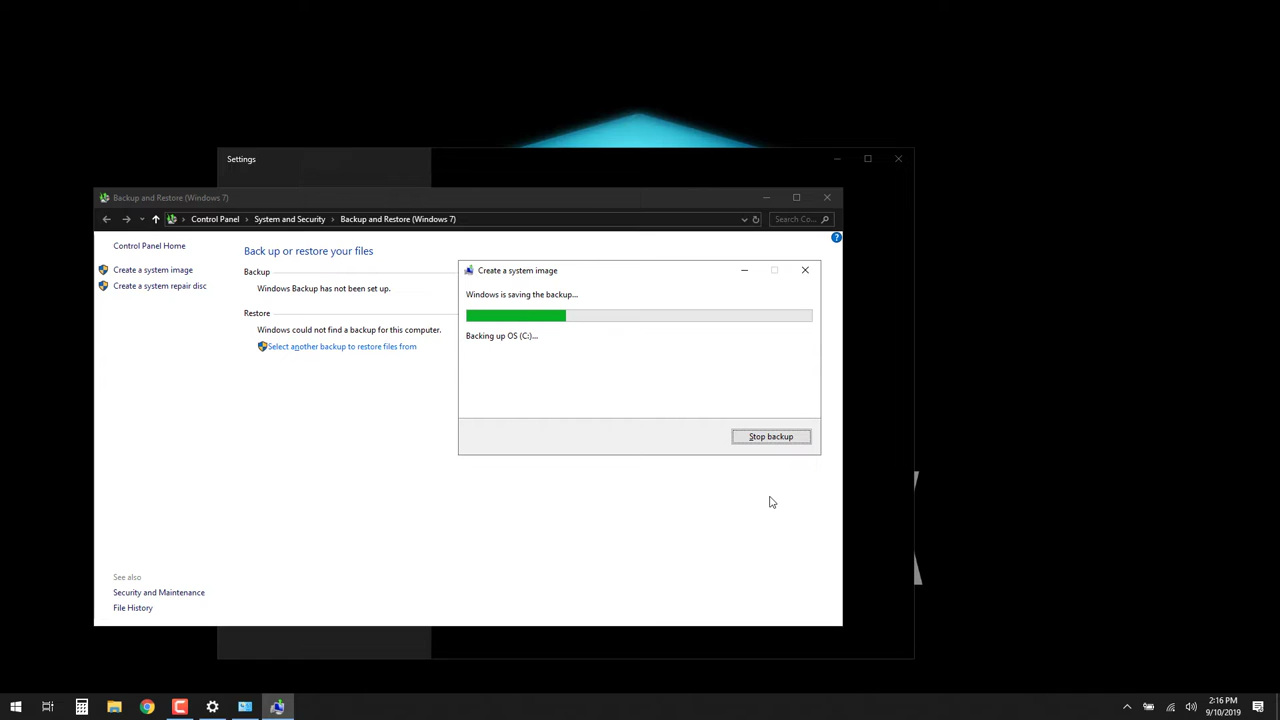 Settings
Backup and Restore (Windows 7)
Control Panel
System and Security
Backup and Restore (Windows 7)
Search Co...
Control Panel Home
Create a system image
Create a system repair disc
Back up or restore your files
Backup
Windows Backup has not been set up.
Restore
Windows could not find a backup for this computer.
Select another backup to restore files from
Create a system image
Windows is saving the backup...
Backing up OS (C:)...
Stop backup
See also
Security and Maintenance
File History
2:16 PM
9/10/2019